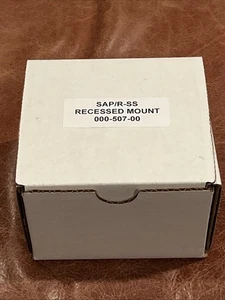 SAP/R-SS
RECESSED MOUNT
000-507-00